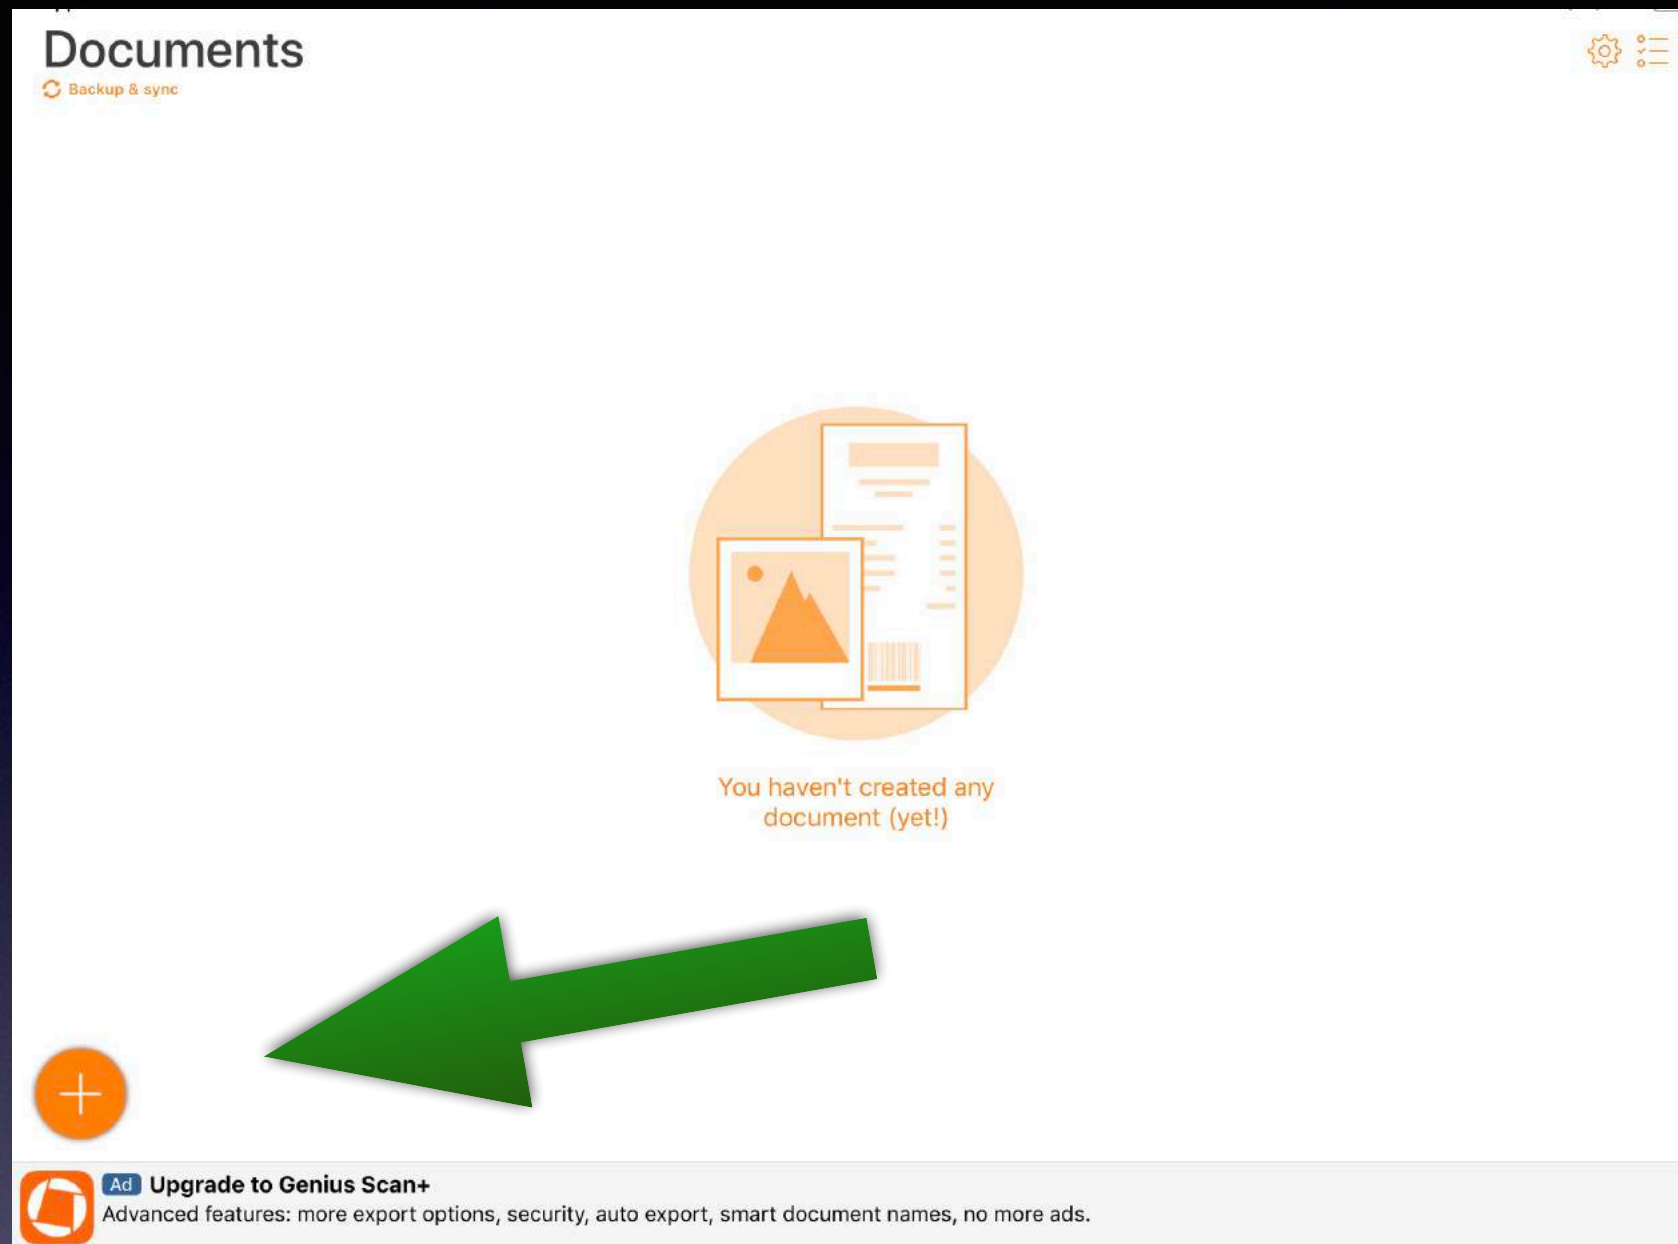 Documents
Backup & sync
You haven't created any
document (yet!)
Ad Upgrade to Genius Scan+
Advanced features: more export options, security, auto export, smart document names, no more ads.